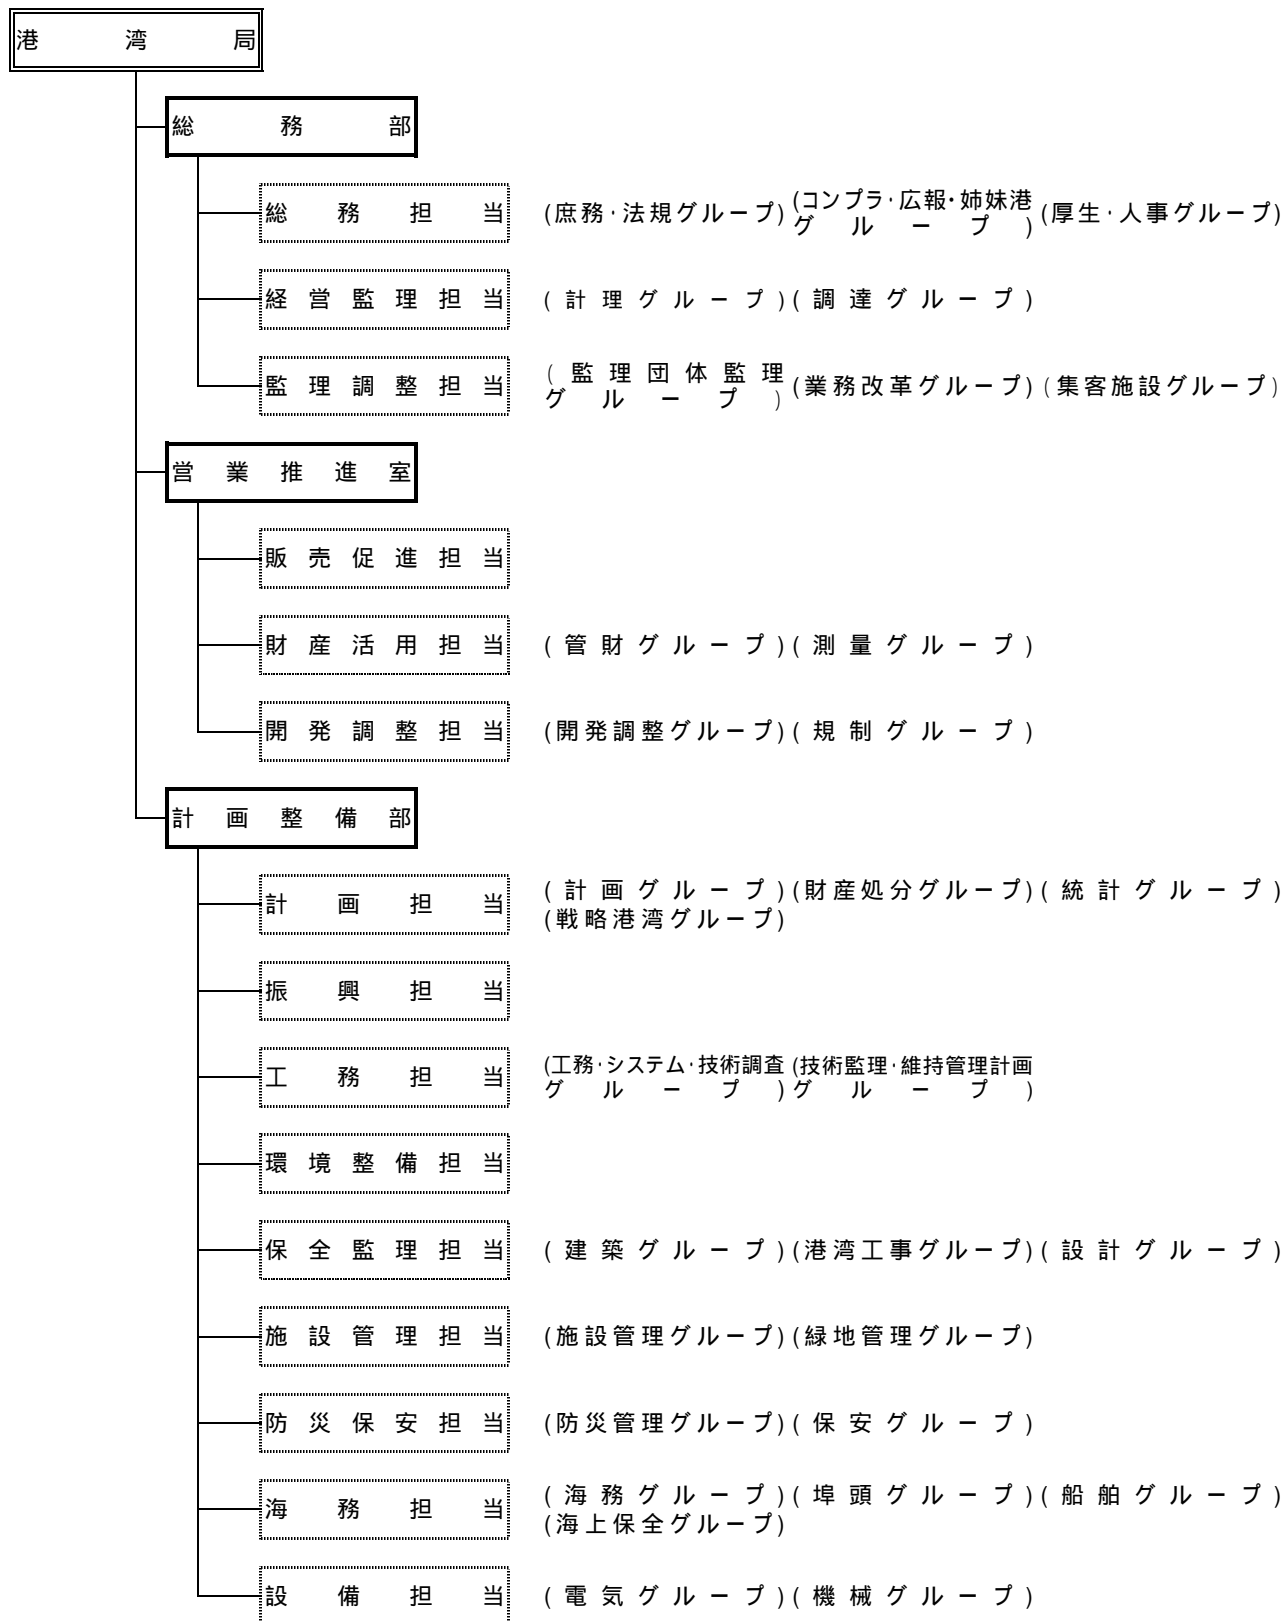 港湾局
総務部
総務担当 (庶務・法規グループ) (コンプラ・広報・姉妹港グループ) (厚生・人事グループ)
経営監理担当 (計理グループ) (調達グループ)
監理調整担当 (監理団体監理グループ) (業務改革グループ) (集客施設グループ)
営業推進室
販売促進担当
財産活用担当 (管財グループ) (測量グループ)
開発調整担当 (開発調整グループ) (規制グループ)
計画整備部
計画担当 (計画グループ) (財産処分グループ) (統計グループ)
(戦略港湾グループ)
振興担当
工務担当 (工務・システム・技術調査グループ) (技術監理・維持管理計画グループ)
環境整備担当
保全監理担当 (建築グループ) (港湾工事グループ) (設計グループ)
施設管理担当 (施設管理グループ) (緑地管理グループ)
防災保安担当 (防災管理グループ) (保安グループ)
海務担当 (海務グループ) (埠頭グループ) (船舶グループ)
(海上保全グループ)
設備担当 (電気グループ) (機械グループ)